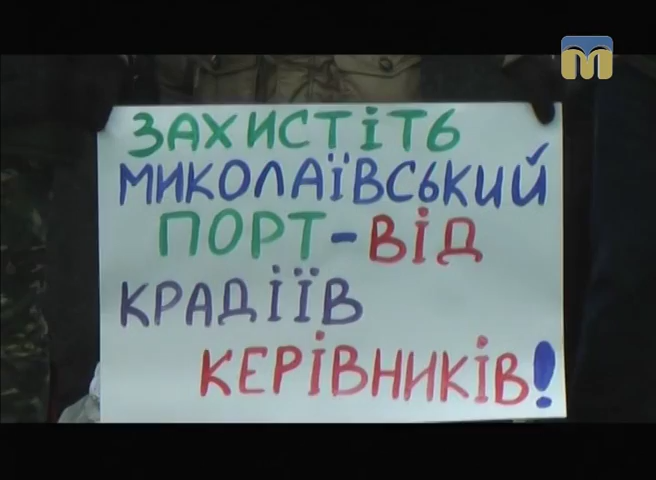 ЗАХИСТІТЬ
МИКОЛАЇВСЬКИЙ
ПОРТ-ВІД
КРАДІЇВ
КЕРІВНИКІВ!
M